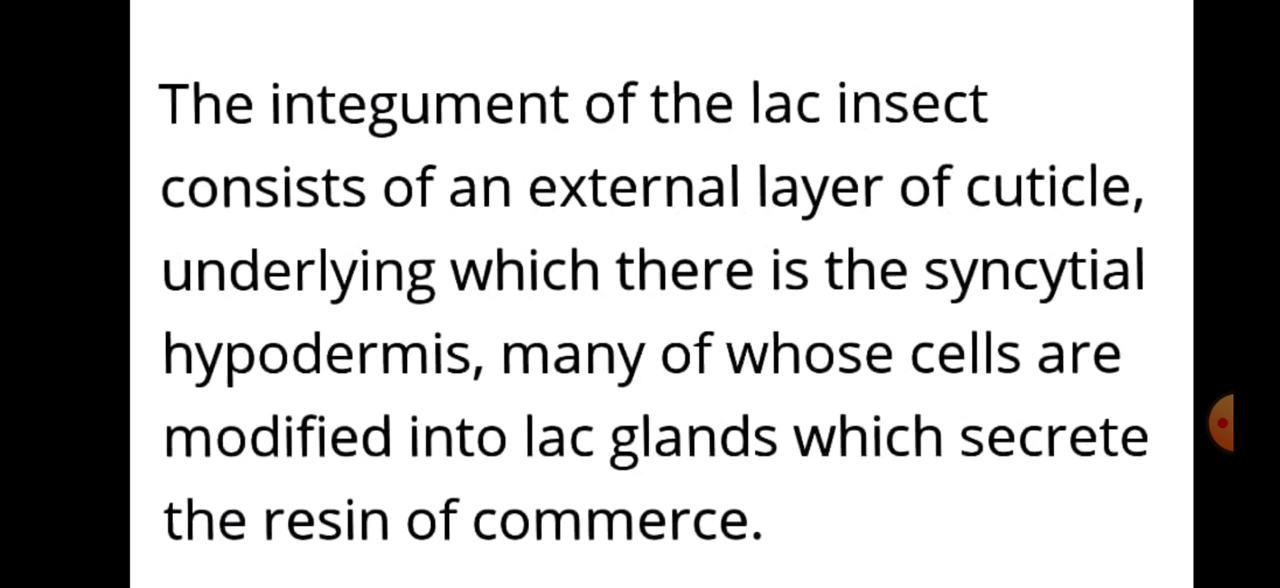 The integument of the lac insect
consists of an external layer of cuticle,
underlying which there is the syncytial
hypodermis, many of whose cells are
modified into lac glands which secrete
the resin of commerce.